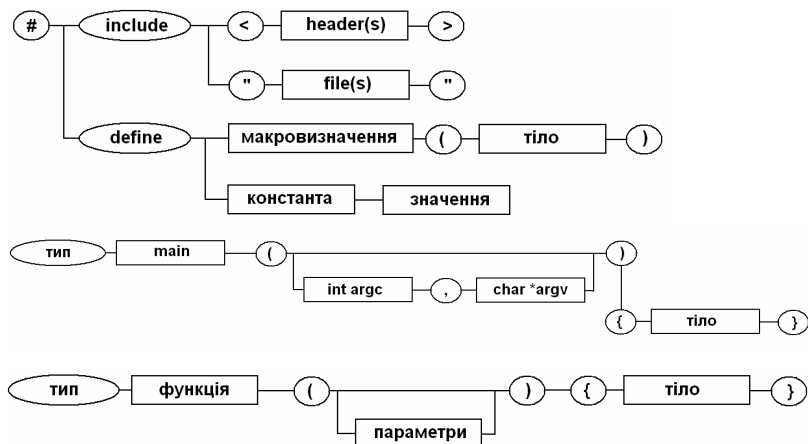 # include < header(s) >
" file(s) "
define макровизначення ( тіло )
константа значення
тип main ( )
int argc , char *argv
{ тіло }
тип функція ( ) { тіло }
параметри